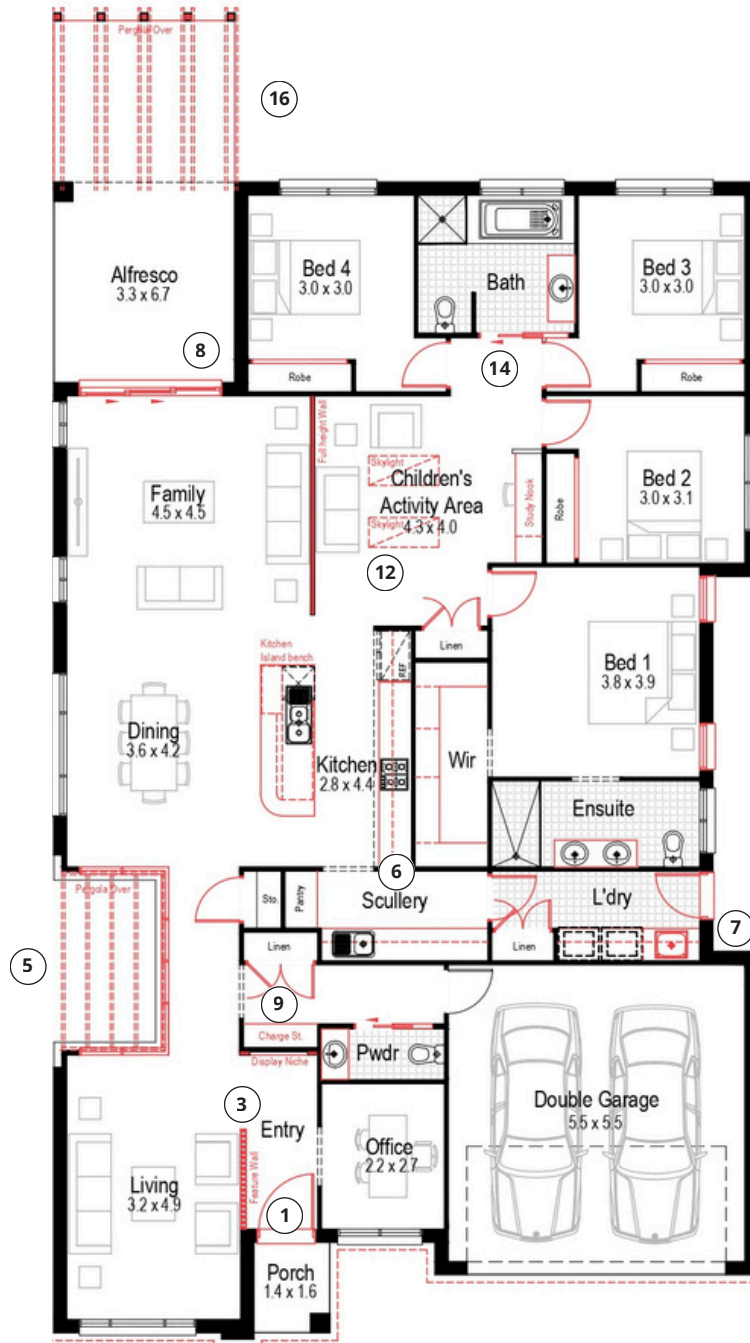 Pergola Over
16
Alfresco
3.3 x 6.7
8
Bed 4
3.0 x 3.0
Robe
Bath
14
Bed 3
3.0 x 3.0
Robe
Full height Wall
Family
4.5 x 4.5
Skylight
Children's
Activity Area
4.3 x 4.0
Skylight
12
Study Nook
Robe
Bed 2
3.0 x 3.1
Linen
Bed 1
3.8 x 3.9
Kitchen
Island bench
REF
Dining
3.6 x 4.2
Kitchen
2.8 x 4.4
Wir
Ensuite
6
Pergola Over
Sto.
Pantry
Scullery
L'dry
7
Linen
Linen
5
9
Charge St.
Display Niche
Pwdr
3
Entry
Feature Wall
Office
2.2 x 2.7
Double Garage
5.5 x 5.5
Living
3.2 x 4.9
1
Porch
1.4 x 1.6